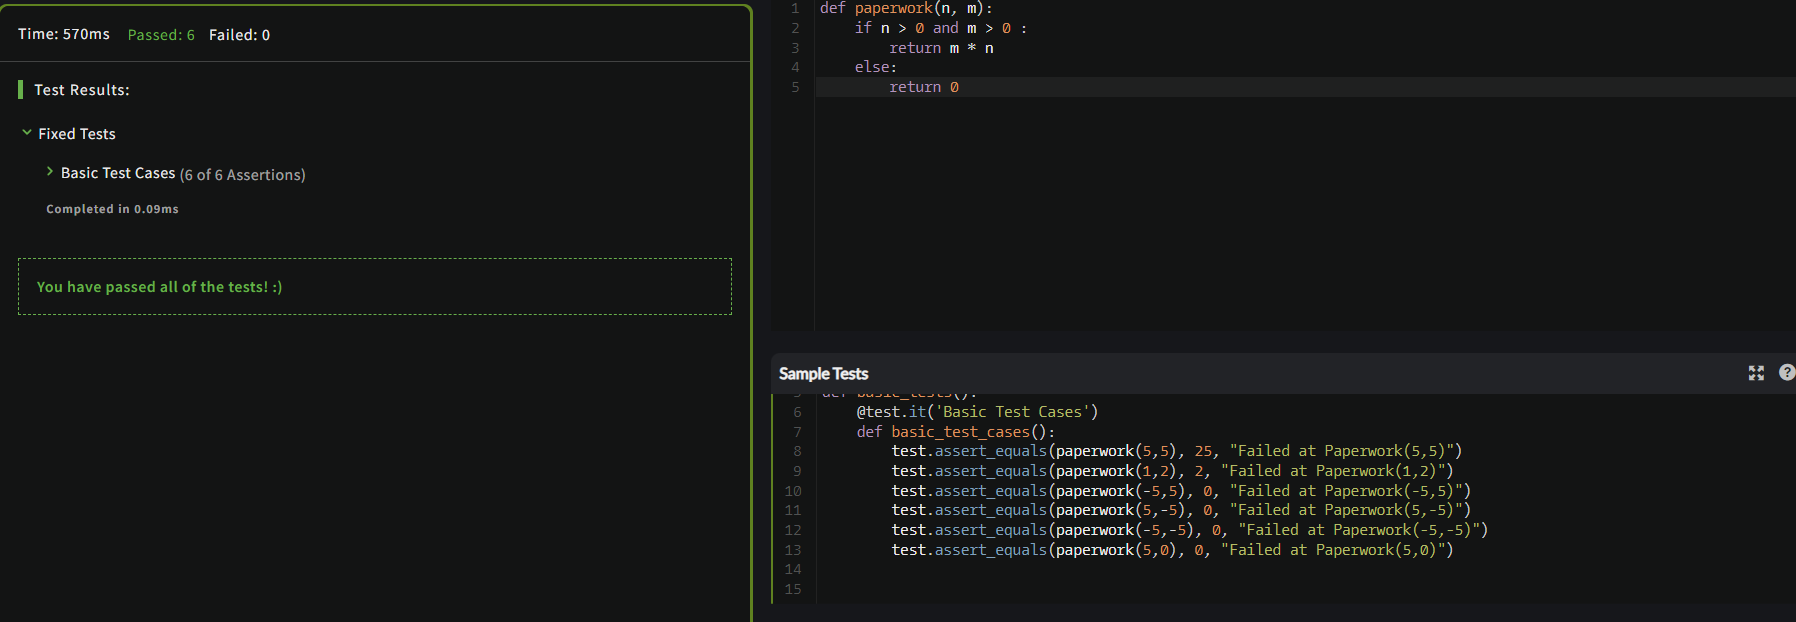 Time: 570ms Passed: 6 Failed: 0
Test Results:
Fixed Tests
Basic Test Cases (6 of 6 Assertions)
Completed in 0.09ms
You have passed all of the tests! :)
1 def paperwork(n, m):
2     if n > 0 and m > 0 :
3         return m * n
4     else:
5         return 0
Sample Tests
6     @test.it('Basic Test Cases')
7     def basic_test_cases():
8         test.assert_equals(paperwork(5,5), 25, "Failed at Paperwork(5,5)")
9         test.assert_equals(paperwork(1,2), 2, "Failed at Paperwork(1,2)")
10         test.assert_equals(paperwork(-5,5), 0, "Failed at Paperwork(-5,5)")
11         test.assert_equals(paperwork(5,-5), 0, "Failed at Paperwork(5,-5)")
12         test.assert_equals(paperwork(-5,-5), 0, "Failed at Paperwork(-5,-5)")
13         test.assert_equals(paperwork(5,0), 0, "Failed at Paperwork(5,0)")
14
15